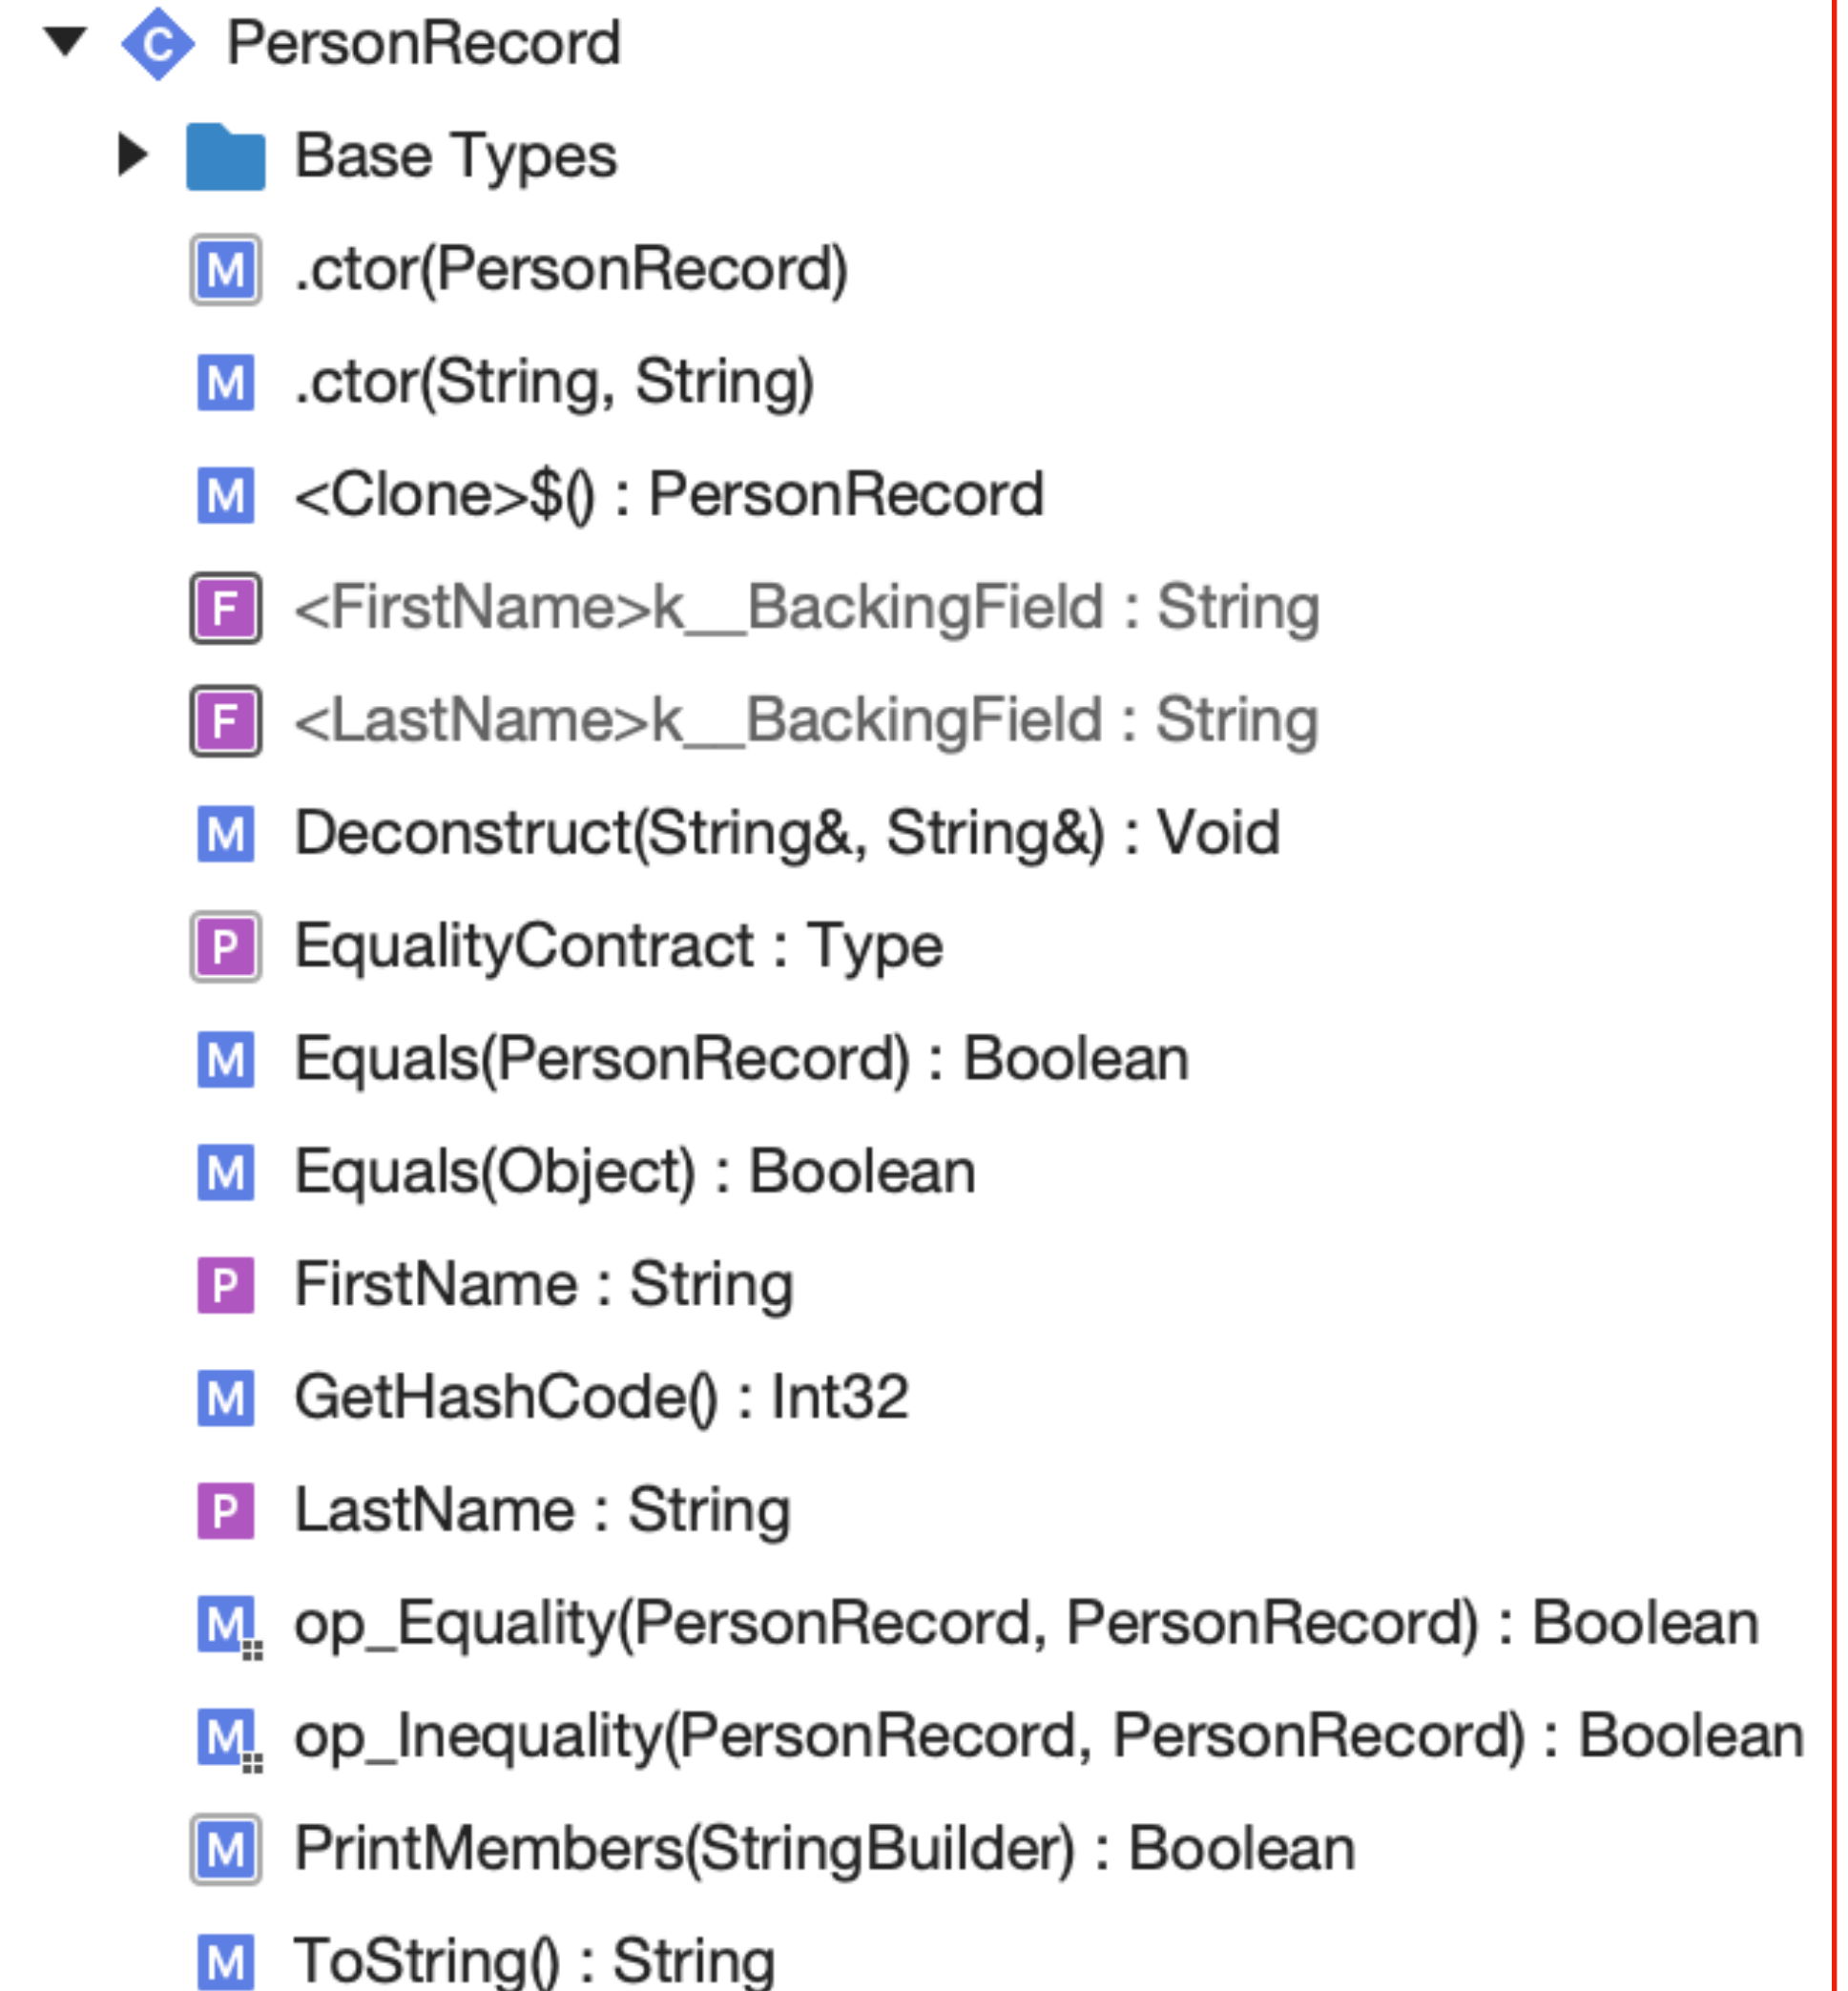 C PersonRecord
Base Types
M .ctor(PersonRecord)
M .ctor(String, String)
M <Clone>$() : PersonRecord
F <FirstName>k__BackingField : String
F <LastName>k__BackingField : String
M Deconstruct(String&, String&) : Void
P EqualityContract : Type
M Equals(PersonRecord) : Boolean
M Equals(Object) : Boolean
P FirstName : String
M GetHashCode() : Int32
P LastName : String
M op_Equality(PersonRecord, PersonRecord) : Boolean
M op_Inequality(PersonRecord, PersonRecord) : Boolean
M PrintMembers(StringBuilder) : Boolean
M ToString() : String